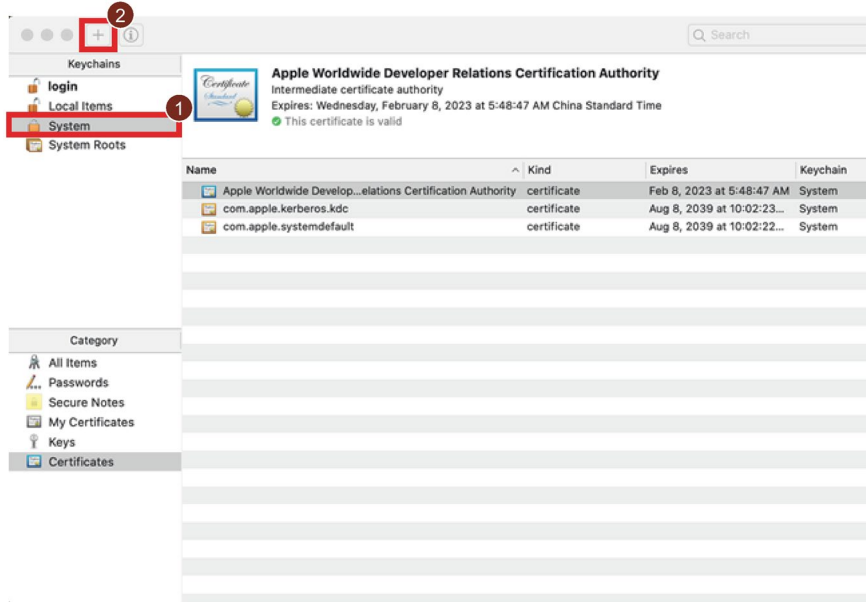 2
+
Search
Keychains
login
Local Items
1
System
System Roots
Certificate
Standard
Apple Worldwide Developer Relations Certification Authority
Intermediate certificate authority
Expires: Wednesday, February 8, 2023 at 5:48:47 AM China Standard Time
This certificate is valid
Name Kind Expires Keychain
Apple Worldwide Develop...elations Certification Authority certificate Feb 8, 2023 at 5:48:47 AM System
com.apple.kerberos.kdc certificate Aug 8, 2039 at 10:02:23... System
com.apple.systemdefault certificate Aug 8, 2039 at 10:02:22... System
Category
All Items
Passwords
Secure Notes
My Certificates
Keys
Certificates